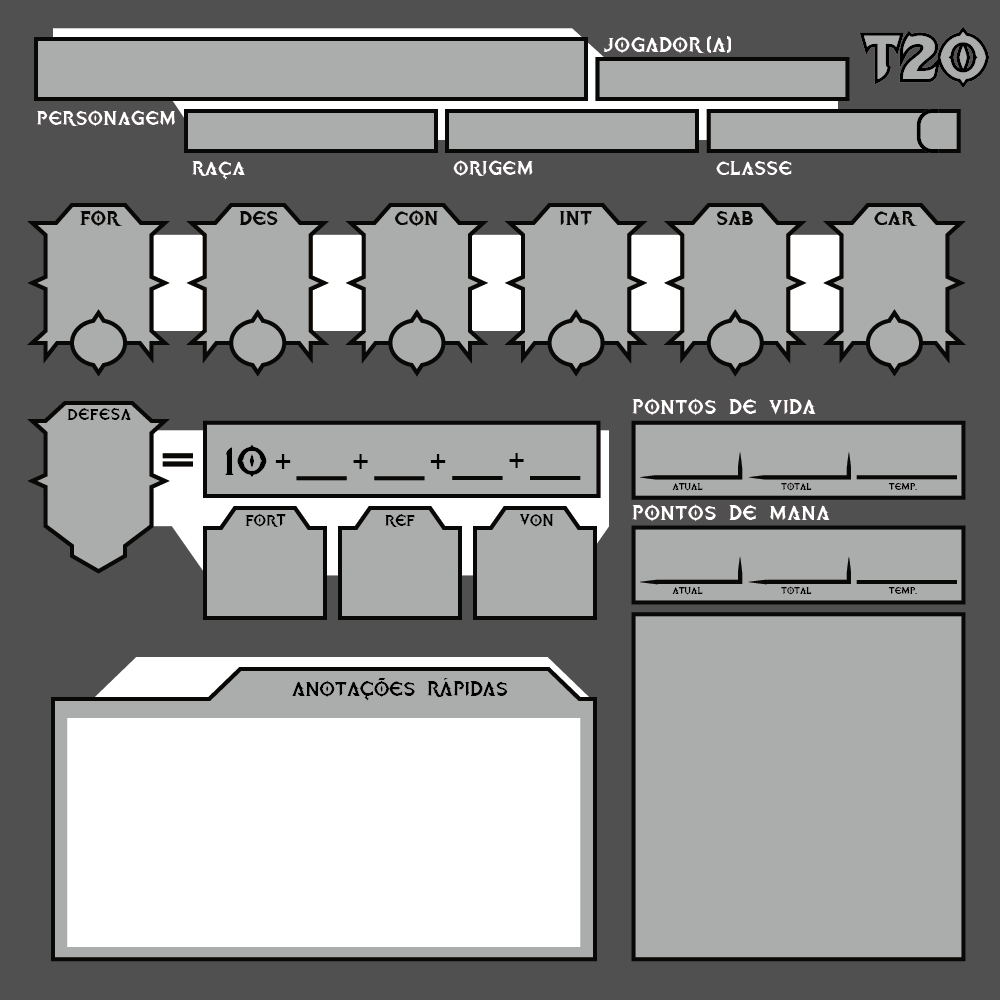 JOGADOR(A)
T20
PERSONAGEM
RAÇA ORIGEM CLASSE
FOR DES CON INT SAB CAR
DEFESA
= 10 + ___ + ___ + ___ + ___
FORT REF VON
PONTOS DE VIDA
ATUAL TOTAL TEMP.
PONTOS DE MANA
ATUAL TOTAL TEMP.
ANOTAÇÕES RÁPIDAS